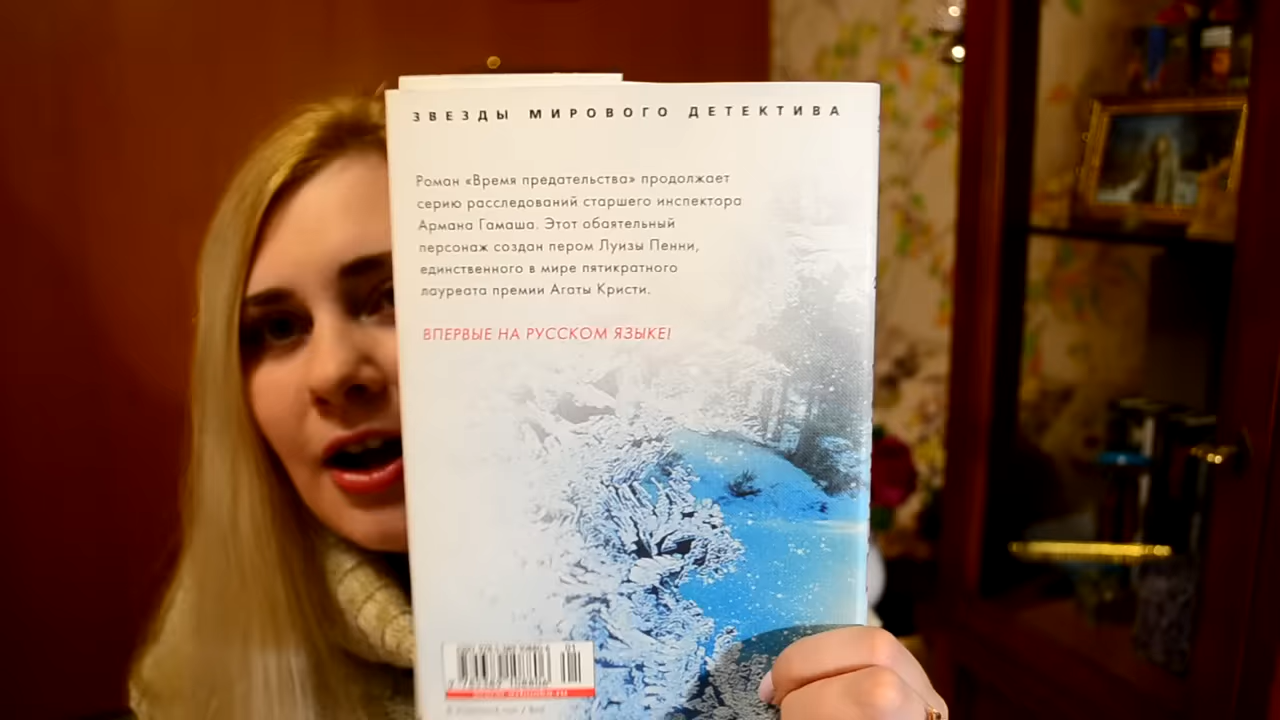 ЗВЕЗДЫ МИРОВОГО ДЕТЕКТИВА
Роман «Время предательства» продолжает
серию расследований старшего инспектора
Армана Гамаша. Этот обаятельный
персонаж создан пером Луизы Пенни,
единственного в мире пятикратного
лауреата премии Агаты Кристи.
ВПЕРВЫЕ НА РУССКОМ ЯЗЫКЕ!